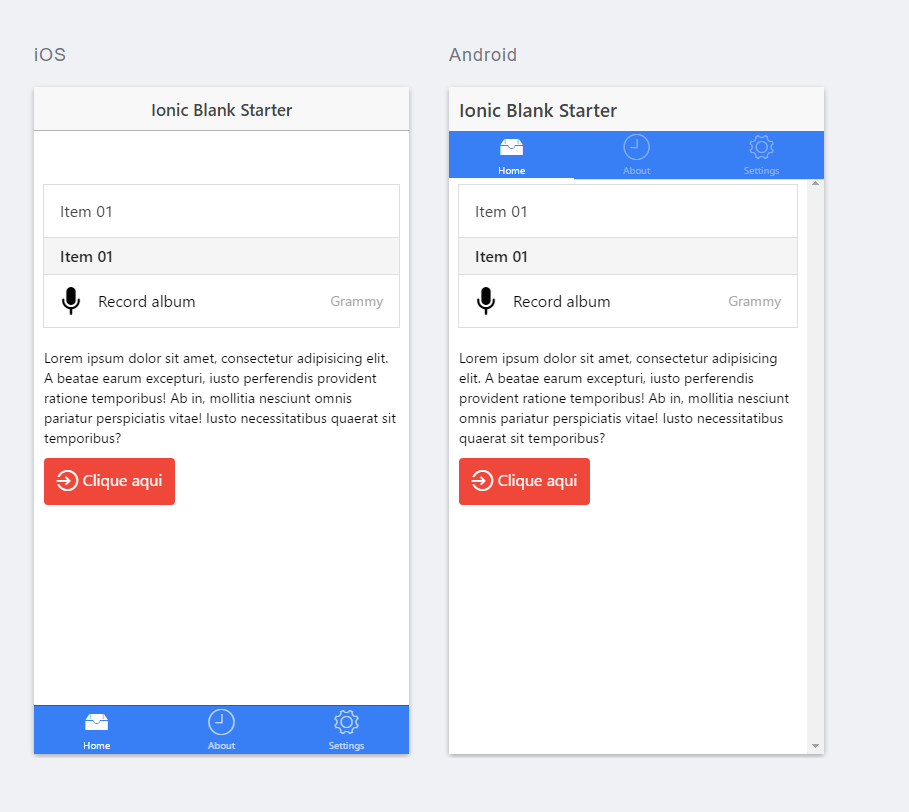 iOS
Ionic Blank Starter
Item 01
Item 01
Record album
Grammy
Lorem ipsum dolor sit amet, consectetur adipisicing elit.
A beatae earum excepturi, iusto perferendis provident
ratione temporibus! Ab in, mollitia nesciunt omnis
pariatur perspiciatis vitae! Iusto necessitatibus quaerat sit
temporibus?
Clique aqui
Home
About
Settings
Android
Ionic Blank Starter
Home
About
Settings
Item 01
Item 01
Record album
Grammy
Lorem ipsum dolor sit amet, consectetur adipisicing
elit. A beatae earum excepturi, iusto perferendis
provident ratione temporibus! Ab in, mollitia nesciunt
omnis pariatur perspiciatis vitae! Iusto necessitatibus
quaerat sit temporibus?
Clique aqui